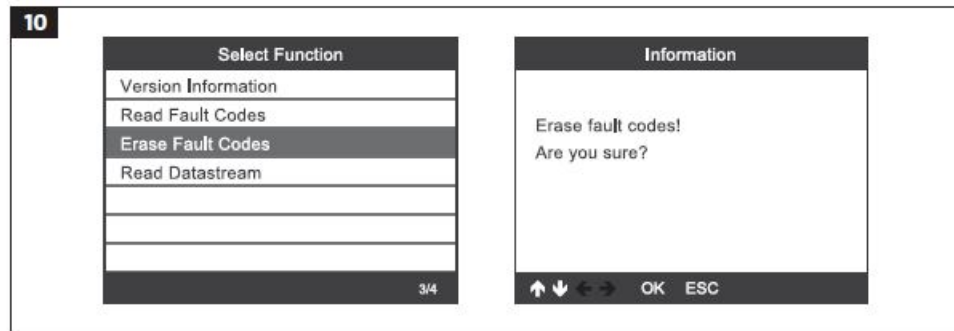 10
Select Function
Version Information
Read Fault Codes
Erase Fault Codes
Read Datastream
3/4
Information
Erase fault codes!
Are you sure?
OK ESC